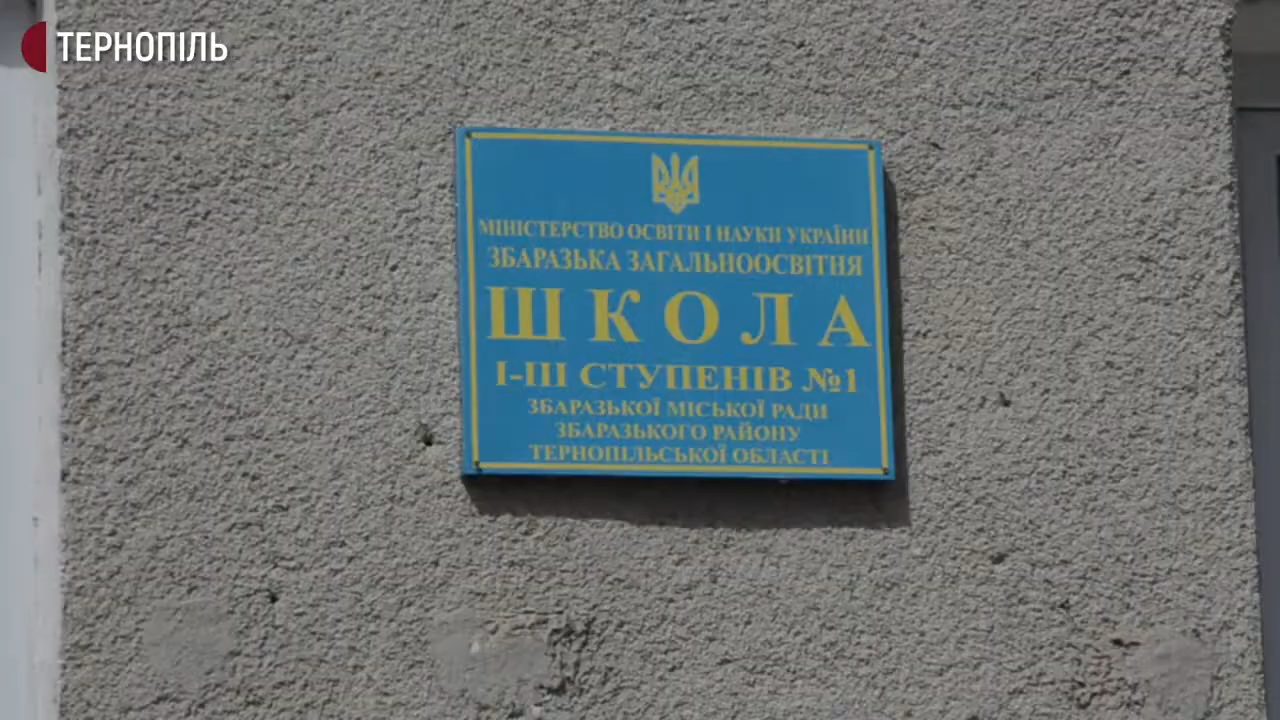 ТЕРНОПІЛЬ
МІНІСТЕРСТВО ОСВІТИ І НАУКИ УКРАЇНИ
ЗБАРАЗЬКА ЗАГАЛЬНООСВІТНЯ
ШКОЛА
І-ІІІ СТУПЕНІВ №1
ЗБАРАЗЬКОЇ МІСЬКОЇ РАДИ
ЗБАРАЗЬКОГО РАЙОНУ
ТЕРНОПІЛЬСЬКОЇ ОБЛАСТІ